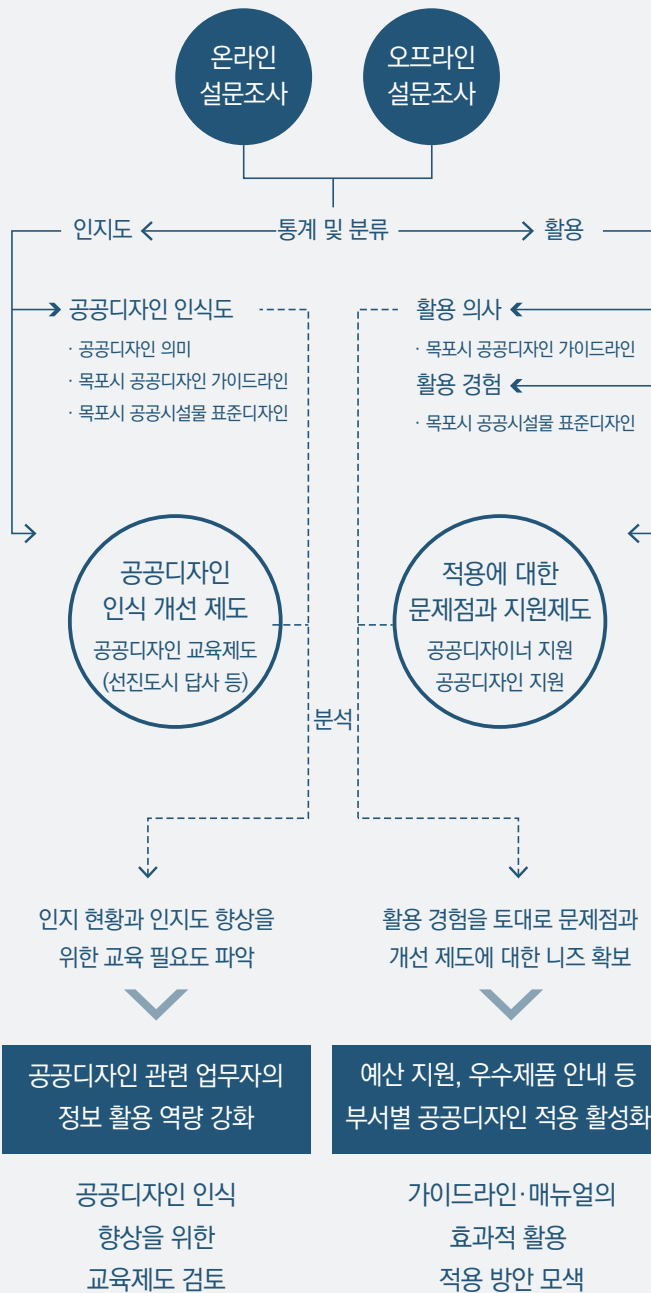 온라인
설문조사
오프라인
설문조사
인지도
통계 및 분류
활용
공공디자인 인식도
· 공공디자인 의미
· 목포시 공공디자인 가이드라인
· 목포시 공공시설물 표준디자인
활용 의사
· 목포시 공공디자인 가이드라인
활용 경험
· 목포시 공공시설물 표준디자인
공공디자인
인식 개선 제도
공공디자인 교육제도
(선진도시 답사 등)
적용에 대한
문제점과 지원제도
공공디자이너 지원
공공디자인 지원
분석
인지 현황과 인지도 향상을
위한 교육 필요도 파악
활용 경험을 토대로 문제점과
개선 제도에 대한 니즈 확보
공공디자인 관련 업무자의
정보 활용 역량 강화
예산 지원, 우수제품 안내 등
부서별 공공디자인 적용 활성화
공공디자인 인식
향상을 위한
교육제도 검토
가이드라인·매뉴얼의
효과적 활용
적용 방안 모색